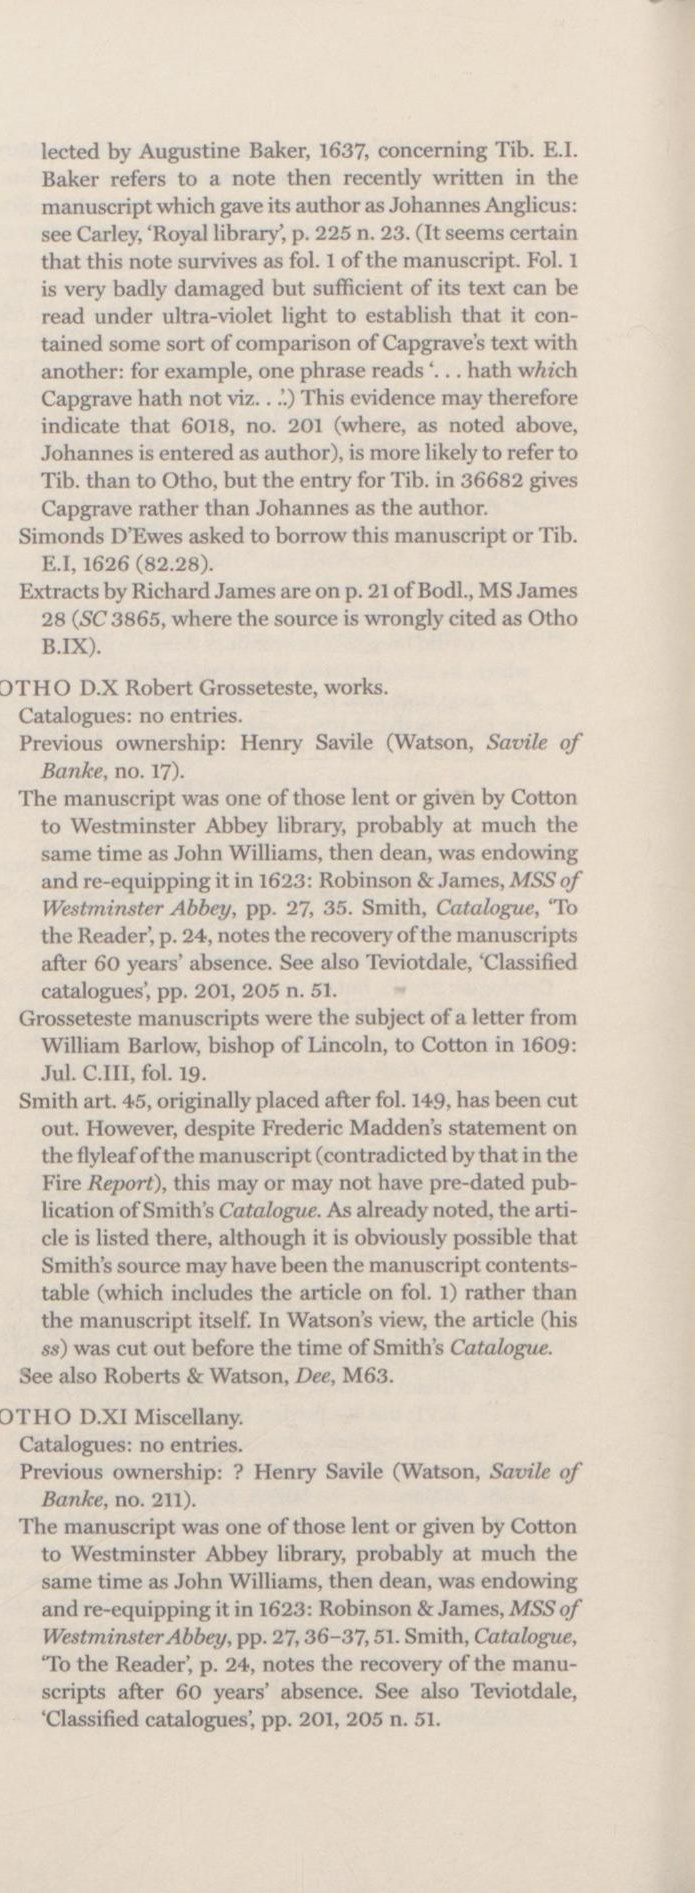 lected by Augustine Baker, 1637, concerning Tib. E.I.
Baker refers to a note then recently written in the
manuscript which gave its author as Johannes Anglicus:
see Carley, ‘Royal library’, p. 225 n. 23. (It seems certain
that this note survives as fol. 1 of the manuscript. Fol. 1
is very badly damaged but sufficient of its text can be
read under ultra-violet light to establish that it con-
tained some sort of comparison of Capgrave’s text with
another: for example, one phrase reads ‘. . . hath which
Capgrave hath not viz. . .’.) This evidence may therefore
indicate that 6018, no. 201 (where, as noted above,
Johannes is entered as author), is more likely to refer to
Tib. than to Otho, but the entry for Tib. in 36682 gives
Capgrave rather than Johannes as the author.
Simonds D’Ewes asked to borrow this manuscript or Tib.
E.I, 1626 (82.28).
Extracts by Richard James are on p. 21 of Bodl., MS James
28 (SC 3865, where the source is wrongly cited as Otho
B.IX).
OTHO D.X Robert Grosseteste, works.
Catalogues: no entries.
Previous ownership: Henry Savile (Watson, Savile of
Banke, no. 17).
The manuscript was one of those lent or given by Cotton
to Westminster Abbey library, probably at much the
same time as John Williams, then dean, was endowing
and re-equipping it in 1623: Robinson & James, MSS of
Westminster Abbey, pp. 27, 35. Smith, Catalogue, ‘To
the Reader’, p. 24, notes the recovery of the manuscripts
after 60 years’ absence. See also Teviotdale, ‘Classified
catalogues’, pp. 201, 205 n. 51.
Grosseteste manuscripts were the subject of a letter from
William Barlow, bishop of Lincoln, to Cotton in 1609:
Jul. C.III, fol. 19.
Smith art. 45, originally placed after fol. 149, has been cut
out. However, despite Frederic Madden’s statement on
the flyleaf of the manuscript (contradicted by that in the
Fire Report), this may or may not have pre-dated pub-
lication of Smith’s Catalogue. As already noted, the arti-
cle is listed there, although it is obviously possible that
Smith’s source may have been the manuscript contents-
table (which includes the article on fol. 1) rather than
the manuscript itself. In Watson’s view, the article (his
ss) was cut out before the time of Smith’s Catalogue.
See also Roberts & Watson, Dee, M63.
OTHO D.XI Miscellany.
Catalogues: no entries.
Previous ownership: ? Henry Savile (Watson, Savile of
Banke, no. 211).
The manuscript was one of those lent or given by Cotton
to Westminster Abbey library, probably at much the
same time as John Williams, then dean, was endowing
and re-equipping it in 1623: Robinson & James, MSS of
Westminster Abbey, pp. 27, 36–37, 51. Smith, Catalogue,
‘To the Reader’, p. 24, notes the recovery of the manu-
scripts after 60 years’ absence. See also Teviotdale,
‘Classified catalogues’, pp. 201, 205 n. 51.